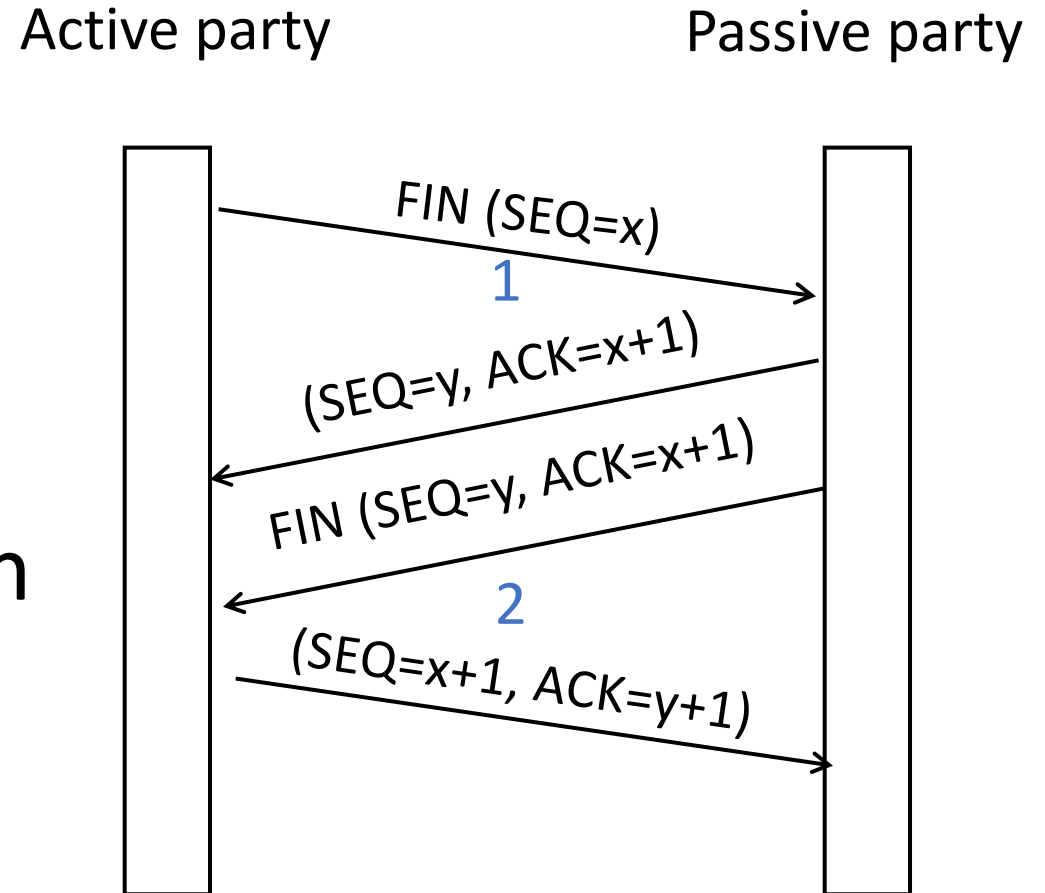 Active party
Passive party
FIN (SEQ=x)
1
(SEQ=y, ACK=x+1)
FIN (SEQ=y, ACK=x+1)
n
2
(SEQ=x+1, ACK=y+1)